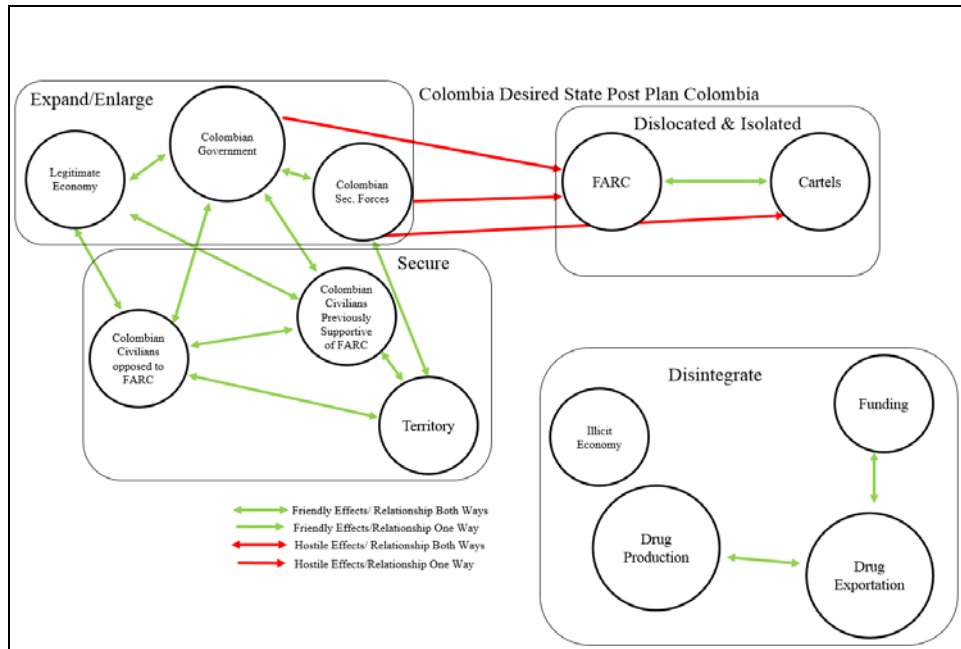 Expand/Enlarge
Colombia Desired State Post Plan Colombia
Dislocated & Isolated
Colombian
Government
Legitimate
Economy
Colombian
Sec. Forces
FARC
Cartels
Secure
Colombian
Civilians
Previously
Supportive
of FARC
Colombian
Civilians
opposed to
FARC
Territory
Disintegrate
Funding
Illicit
Economy
Drug
Production
Drug
Exportation
Friendly Effects/ Relationship Both Ways
Friendly Effects/Relationship One Way
Hostile Effects/ Relationship Both Ways
Hostile Effects/Relationship One Way